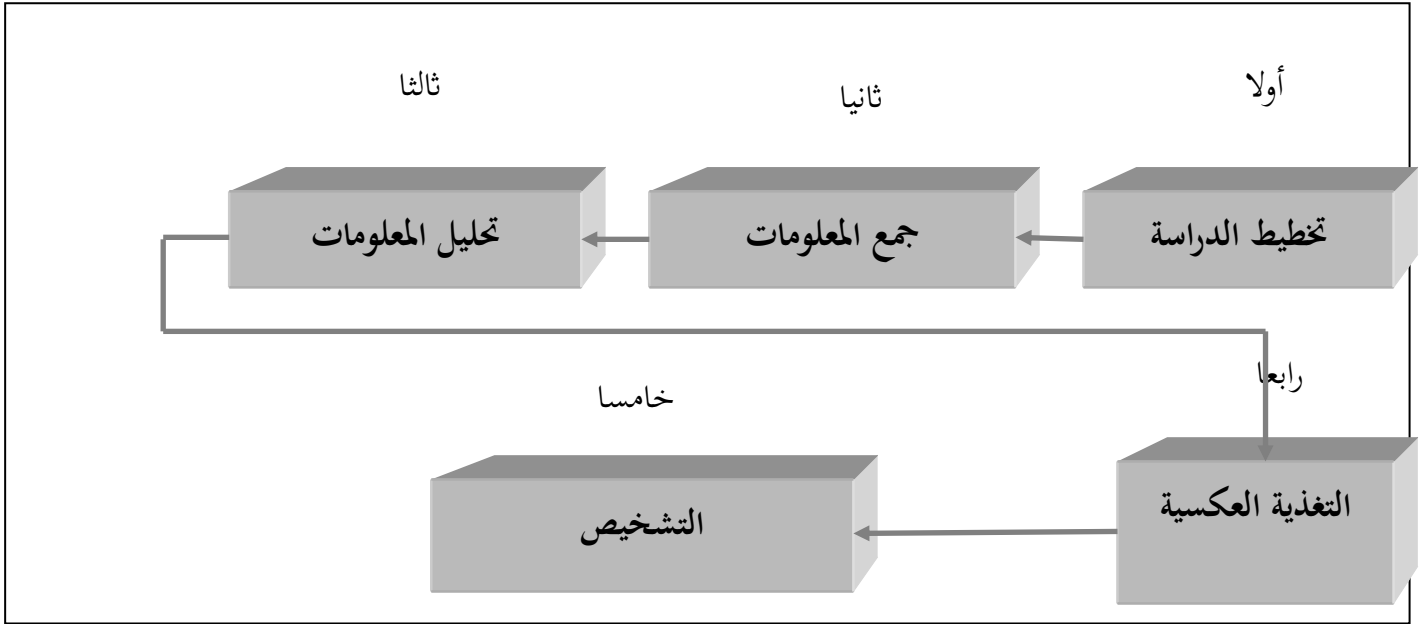 أولا
ثانيا
ثالثا
تخطيط الدراسة
جمع المعلومات
تحليل المعلومات
رابعا
خامسا
التغذية العكسية
التشخيص